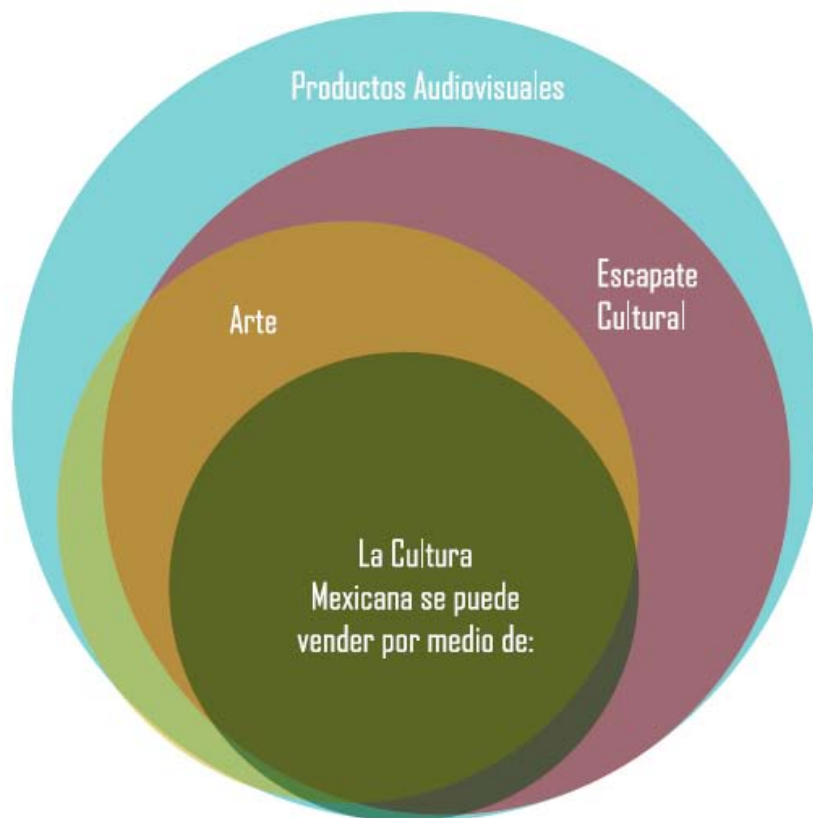 Productos Audiovisuales
Escapate
Cultural
Arte
La Cultura
Mexicana se puede
vender por medio de: